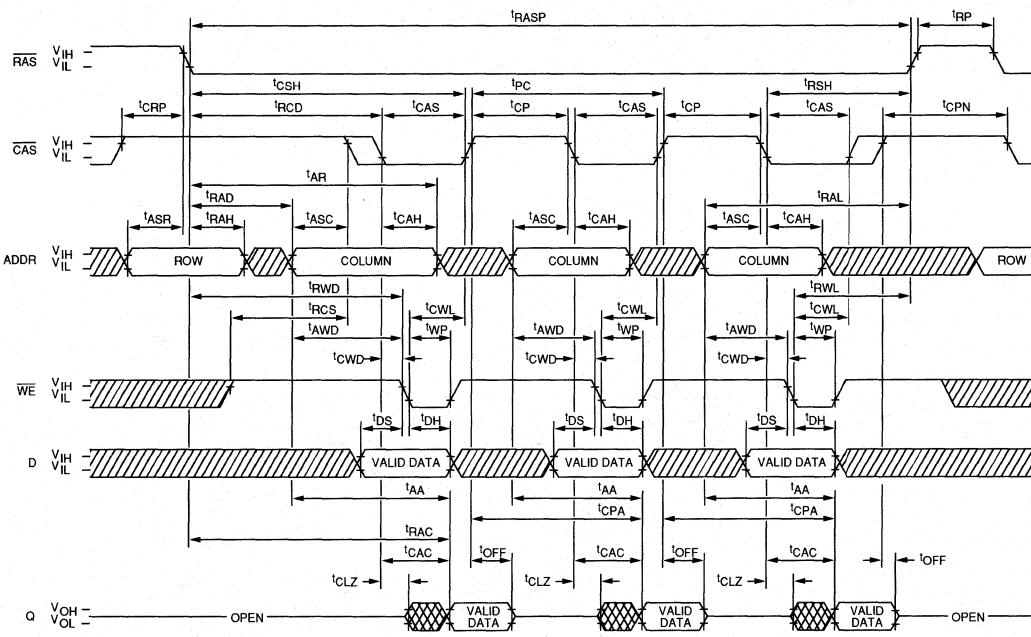 tRASP tRP
RAS VIH
VIL
tCSH tPC tRSH
tCRP tRCD tCAS tCP tCAS tCP tCAS tCPN
CAS VIH
VIL
tAR
tRAD tRAL
tASR tRAH tASC tCAH tASC tCAH tASC tCAH
ADDR VIH
VIL
ROW COLUMN COLUMN COLUMN ROW
tRWD tRWL
tRCS tCWL tCWL tCWL
tAWD tWP tAWD tWP tAWD tWP
tCWD tCWD tCWD
WE VIH
VIL
tDS tDH tDS tDH tDS tDH
D VIH
VIL
VALID DATA VALID DATA VALID DATA
tAA tAA tAA
tCPA tCPA
tRAC
tCAC tOFF tCAC tOFF tCAC tOFF
tCLZ tCLZ tCLZ
Q VOH
VOL
OPEN VALID DATA VALID DATA VALID DATA OPEN